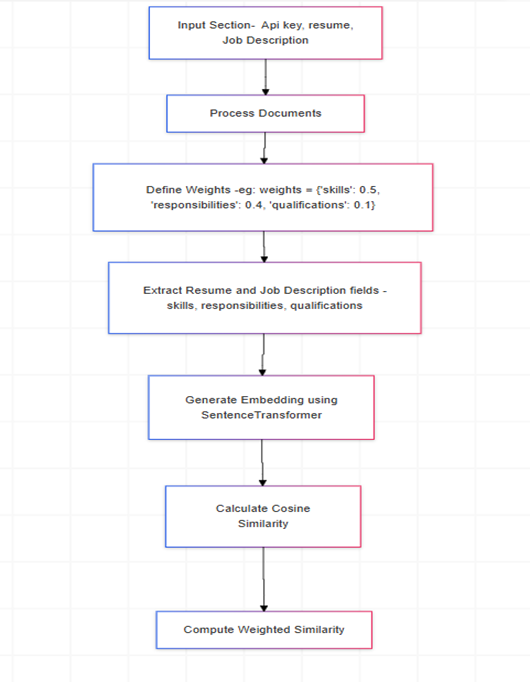 Input Section-  Api key, resume,
Job Description
Process Documents
Define Weights -eg: weights = {'skills': 0.5,
'responsibilities': 0.4, 'qualifications': 0.1}
Extract Resume and Job Description fields -
skills, responsibilities, qualifications
Generate Embedding using
SentenceTransformer
Calculate Cosine
Similarity
Compute Weighted Similarity